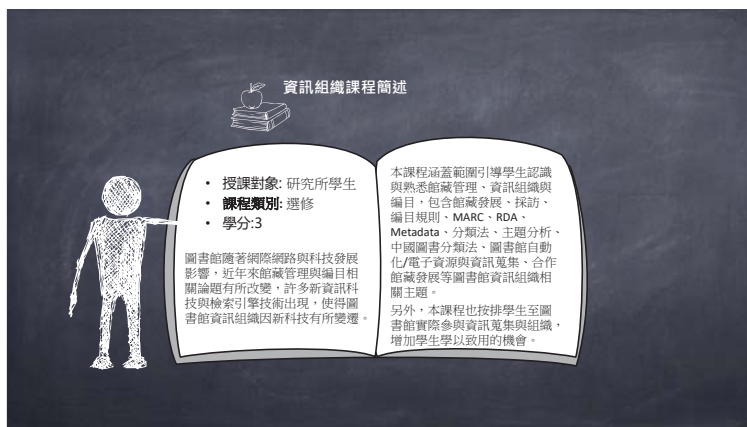 資訊組織課程簡述
• 授課對象: 研究所學生
• 課程類別: 選修
• 學分:3
圖書館隨著網際網路與科技發展
影響，近年來館藏管理與編目相
關論題有所改變，許多新資訊科
技與檢索引擎技術出現，使得圖
書館資訊組織因新科技有所變遷。
本課程涵蓋範圍引導學生認識
與熟悉館藏管理、資訊組織與
編目，包含館藏發展、採訪、
編目規則、MARC、RDA、
Metadata、分類法、主題分析、
中國圖書分類法、圖書館自動
化/電子資源與資訊蒐集、合作
館藏發展等圖書館資訊組織相
關主題。
另外，本課程也按排學生至圖
書館實際參與資訊蒐集與組織，
增加學生學以致用的機會。